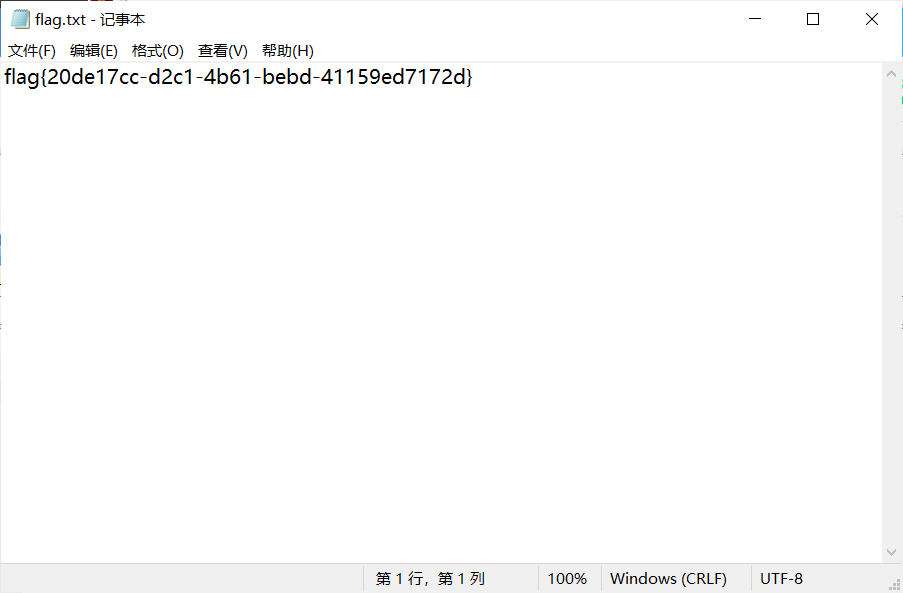 flag.txt - 记事本
文件(F) 编辑(E) 格式(O) 查看(V) 帮助(H)
flag{20de17cc-d2c1-4b61-bebd-41159ed7172d}
第 1 行，第 1 列 100% Windows (CRLF) UTF-8